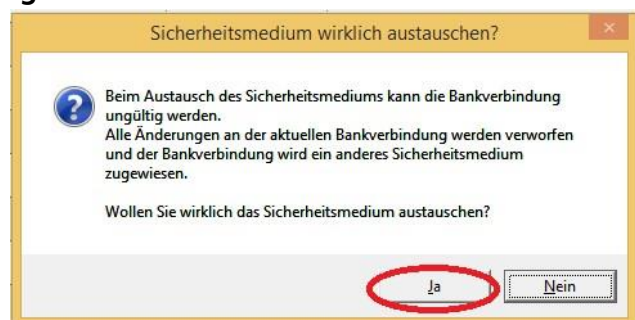 Sicherheitsmedium wirklich austauschen?
Beim Austausch des Sicherheitsmediums kann die Bankverbindung
ungültig werden.
Alle Änderungen an der aktuellen Bankverbindung werden verworfen
und der Bankverbindung wird ein anderes Sicherheitsmedium
zugewiesen.
Wollen Sie wirklich das Sicherheitsmedium austauschen?
Ja Nein